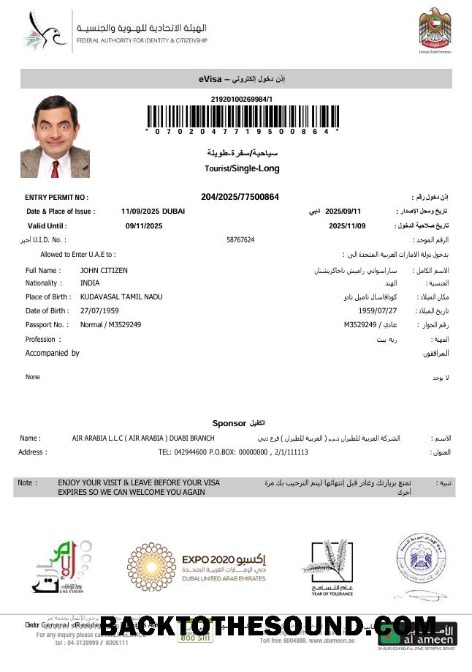 الهيئة الاتحادية للهوية والجنسية
FEDERAL AUTHORITY FOR IDENTITY & CITIZENSHIP
United Arab Emirates
eVisa – إذن دخول إلكتروني
21920100269984/1
* 0 7 0 2 0 4 7 7 1 9 5 0 0 8 6 4 *
سياحية/سفرة-طويلة
Tourist/Single-Long
ENTRY PERMIT NO : 204/2025/77500864 إذن دخول رقم :
Date & Place of Issue : 11/09/2025 DUBAI 2025/09/11 دبي تاريخ ومحل الإصدار :
Valid Until : 09/11/2025 2025/11/09 تاريخ صلاحية الدخول :
U.I.D. No. : 58767624 الرقم الموحد :
Allowed to Enter U.A.E to : يدخول دولة الامارات العربية المتحدة الى :
Full Name : JOHN CITIZEN ساراسواني راميش ناجاكريشنان الاسم الكامل :
Nationality : INDIA الهند الجنسية :
Place of Birth : KUDAVASAL TAMIL NADU كودافاسال تاميل نادر مكان الميلاد :
Date of Birth : 27/07/1959 1959/07/27 تاريخ الميلاد :
Passport No. : Normal / M3529249 عادي / M3529249 رقم الجواز :
Profession : ربه بيت المهنة :
Accompanied by المرافقون
None لا يوجد
Sponsor الكفيل
Name : AIR ARABIA L.L.C ( AIR ARABIA ) DUABI BRANCH الشركة العربية للطيران ذ.م.م ( العربية للطيران ) فرع دبي الاسم :
Address : TEL: 042944600 P.O.BOX: 00000000 , 2/1/111113 العنوان :
Note : ENJOY YOUR VISIT & LEAVE BEFORE YOUR VISA تمتع بزيارتك وغادر قبل إنتهائها ليتم الترحيب بك مرة تنبيه :
EXPIRES SO WE CAN WELCOME YOU AGAIN أخرى
EXPO 2020 إكسبو
دبي، الإمارات العربية المتحدة
DUBAI, UNITED ARAB EMIRATES
عام التسامح
YEAR OF TOLERANCE
BACKTOTHESOUND.COM
For any inquiry please
tel : 04-3139999 / 8005111
800 5111
Toll free 8004888. www.alameen.ae
al ameen